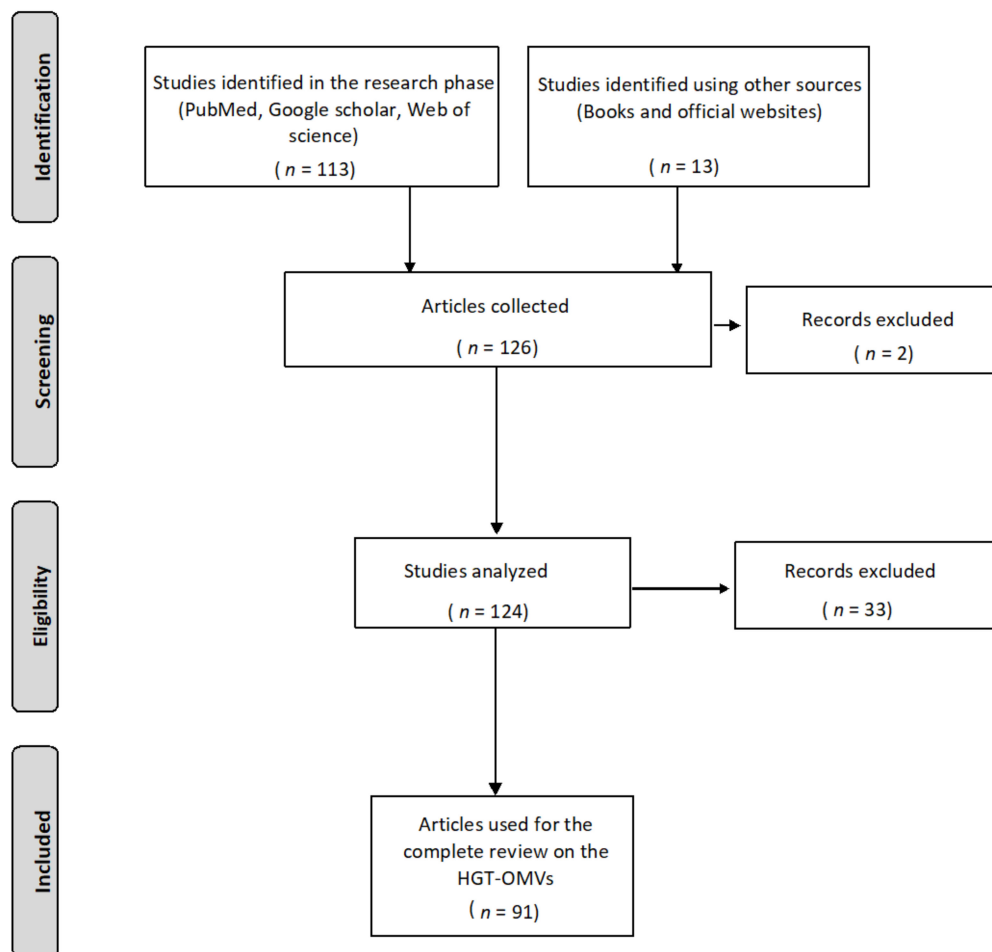 Identification
Studies identified in the research phase
(PubMed, Google scholar, Web of
science)
( n = 113)
Studies identified using other sources
(Books and official websites)
( n = 13)
Screening
Articles collected
( n = 126)
Records excluded
( n = 2)
Eligibility
Studies analyzed
( n = 124)
Records excluded
( n = 33)
Included
Articles used for the
complete review on the
HGT-OMVs
( n = 91)